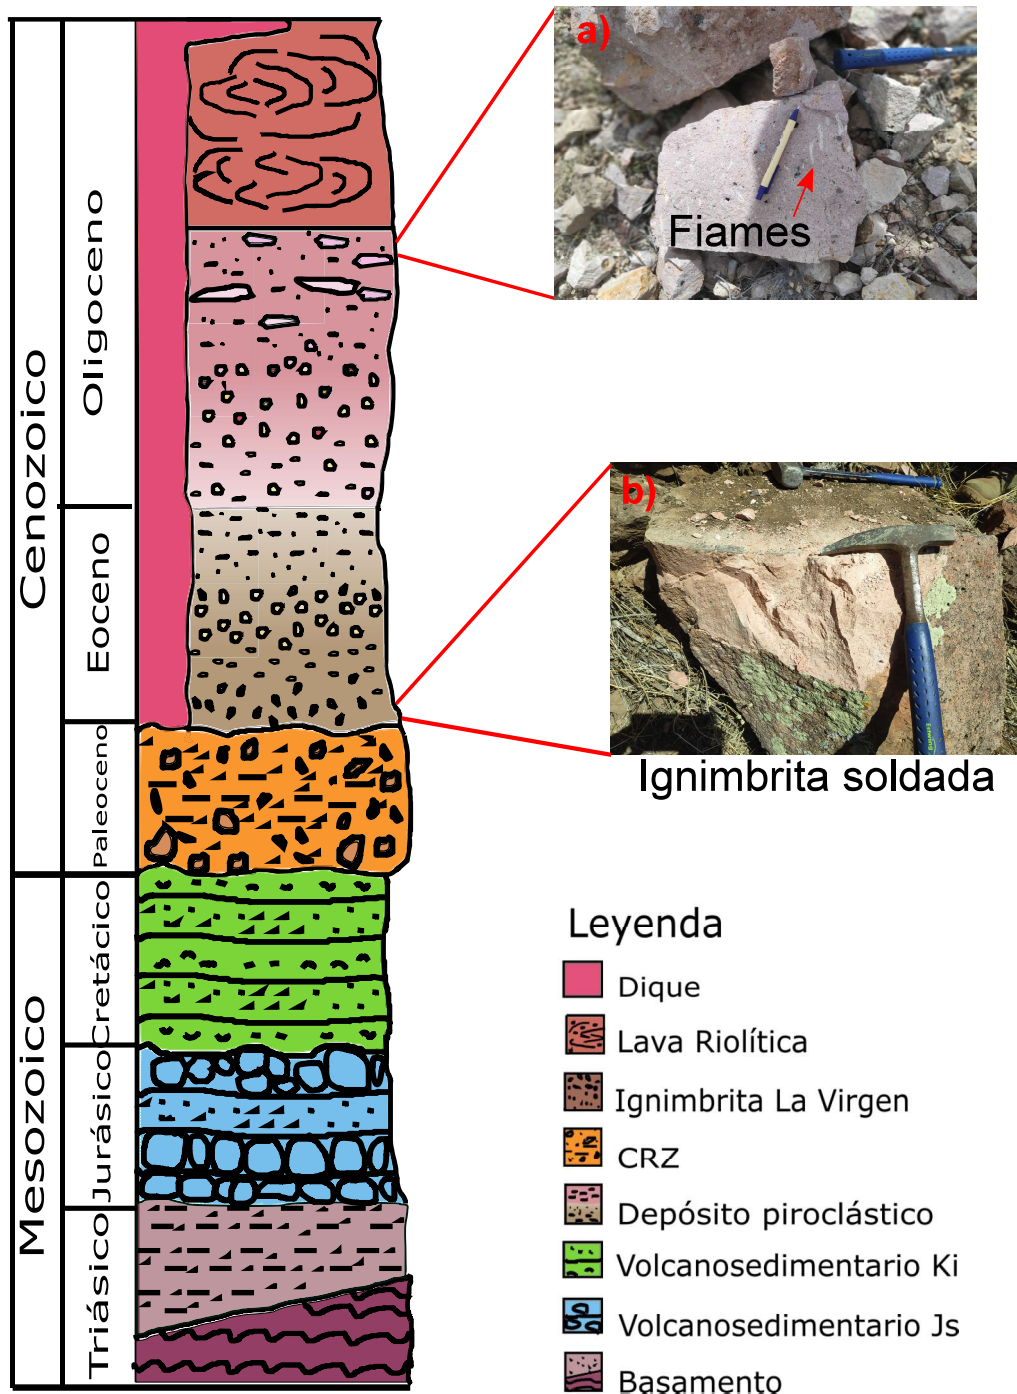 Cenozoico
Oligoceno
Eoceno
Paleoceno
Mesozoico
Cretácico
Jurásico
Triásico
a)
Fiames
b)
Estwing
Ignimbrita soldada
Leyenda
Dique
Lava Riolítica
Ignimbrita La Virgen
CRZ
Depósito piroclástico
Volcanosedimentario Ki
Volcanosedimentario Js
Basamento